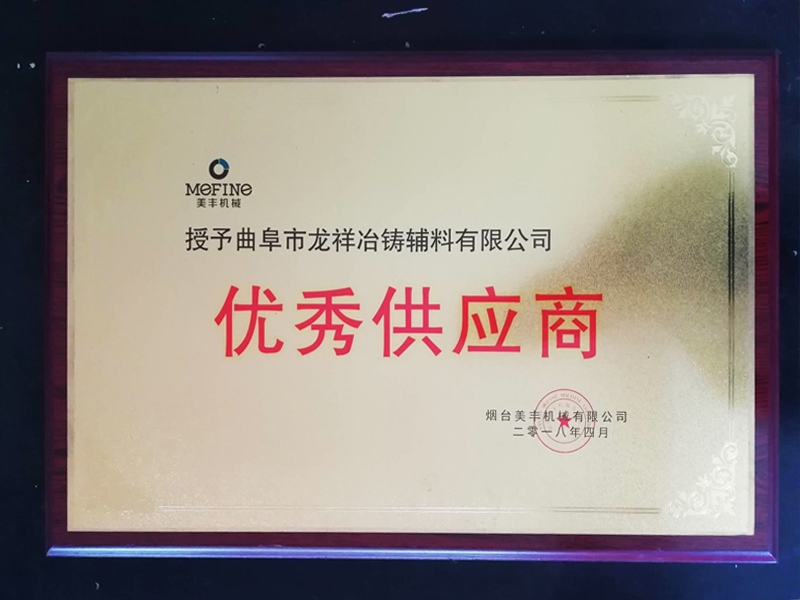 MeFINe
美丰机械
授予曲阜市龙祥冶铸辅料有限公司
优秀供应商
烟台美丰机械有限公司
二零一八年四月